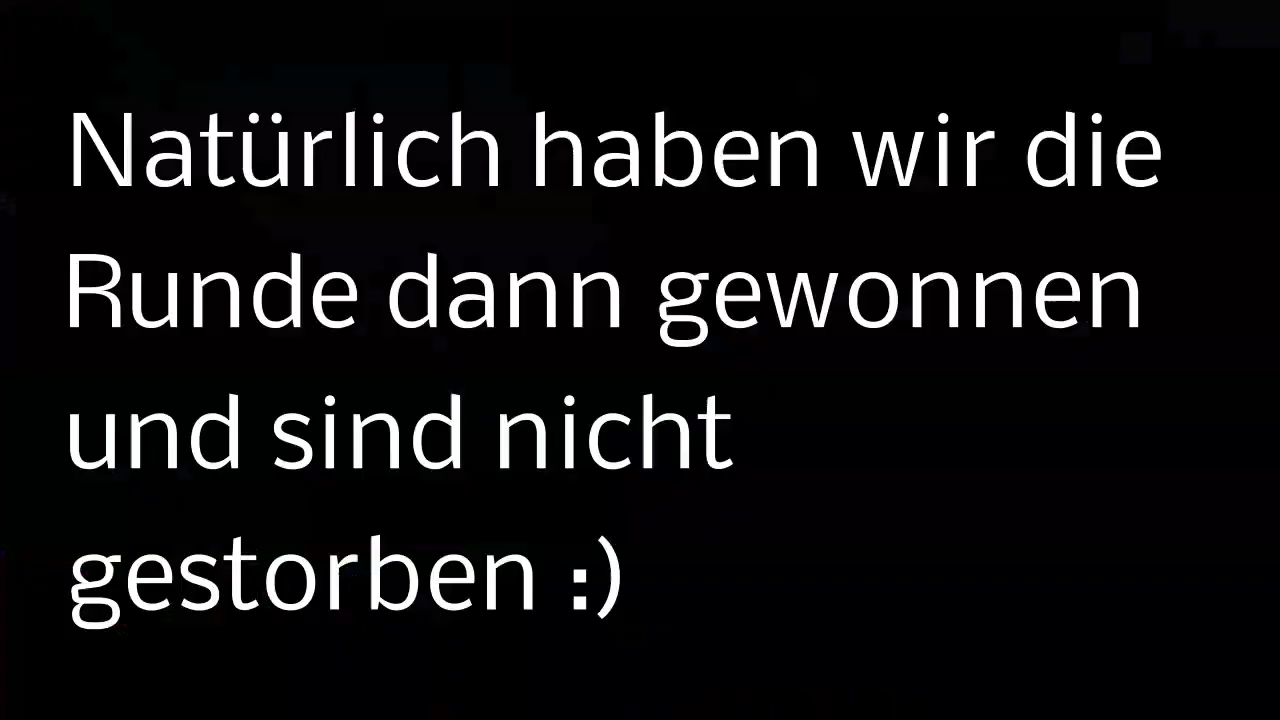 Natürlich haben wir die
Runde dann gewonnen
und sind nicht
gestorben :)